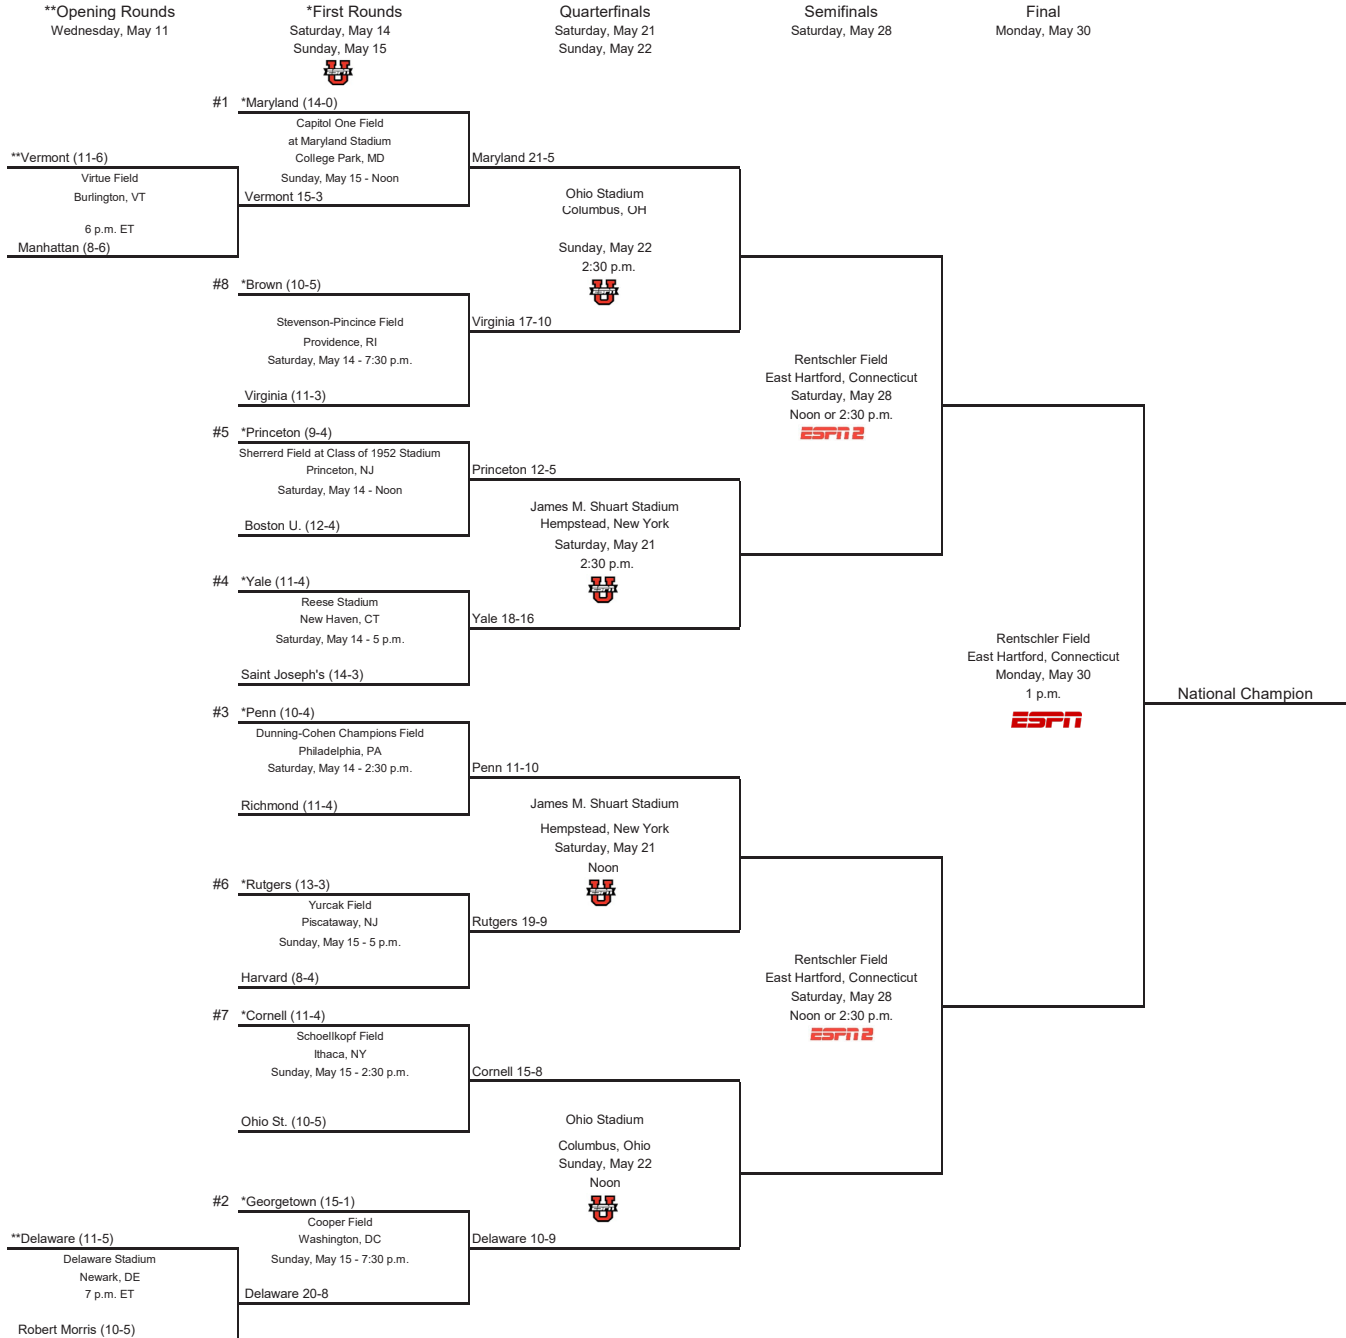 **Opening Rounds
Wednesday, May 11
*First Rounds
Saturday, May 14
Sunday, May 15
U
Quarterfinals
Saturday, May 21
Sunday, May 22
Semifinals
Saturday, May 28
Final
Monday, May 30
#1 *Maryland (14-0)
Capitol One Field
at Maryland Stadium
College Park, MD
Sunday, May 15 - Noon
**Vermont (11-6)
Virtue Field
Burlington, VT
6 p.m. ET
Manhattan (8-6)
Vermont 15-3
Maryland 21-5
Ohio Stadium
Columbus, OH
Sunday, May 22
2:30 p.m.
U
#8 *Brown (10-5)
Stevenson-Pincince Field
Providence, RI
Saturday, May 14 - 7:30 p.m.
Virginia (11-3)
Virginia 17-10
Rentschler Field
East Hartford, Connecticut
Saturday, May 28
Noon or 2:30 p.m.
ESPN 2
#5 *Princeton (9-4)
Sherrerd Field at Class of 1952 Stadium
Princeton, NJ
Saturday, May 14 - Noon
Boston U. (12-4)
Princeton 12-5
James M. Shuart Stadium
Hempstead, New York
Saturday, May 21
2:30 p.m.
U
#4 *Yale (11-4)
Reese Stadium
New Haven, CT
Saturday, May 14 - 5 p.m.
Saint Joseph's (14-3)
Yale 18-16
Rentschler Field
East Hartford, Connecticut
Monday, May 30
1 p.m.
ESPN
National Champion
#3 *Penn (10-4)
Dunning-Cohen Champions Field
Philadelphia, PA
Saturday, May 14 - 2:30 p.m.
Richmond (11-4)
Penn 11-10
James M. Shuart Stadium
Hempstead, New York
Saturday, May 21
Noon
U
#6 *Rutgers (13-3)
Yurcak Field
Piscataway, NJ
Sunday, May 15 - 5 p.m.
Harvard (8-4)
Rutgers 19-9
Rentschler Field
East Hartford, Connecticut
Saturday, May 28
Noon or 2:30 p.m.
ESPN 2
#7 *Cornell (11-4)
Schoellkopf Field
Ithaca, NY
Sunday, May 15 - 2:30 p.m.
Ohio St. (10-5)
Cornell 15-8
Ohio Stadium
Columbus, Ohio
Sunday, May 22
Noon
U
#2 *Georgetown (15-1)
Cooper Field
Washington, DC
Sunday, May 15 - 7:30 p.m.
**Delaware (11-5)
Delaware Stadium
Newark, DE
7 p.m. ET
Robert Morris (10-5)
Delaware 20-8
Delaware 10-9